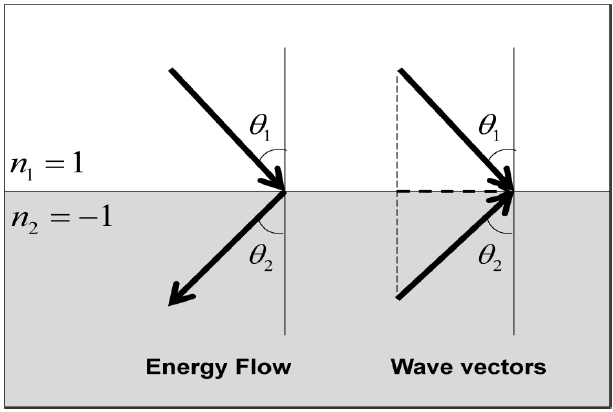 θ₁ θ₁
n₁ = 1
n₂ = −1
θ₂ θ₂
Energy Flow Wave vectors